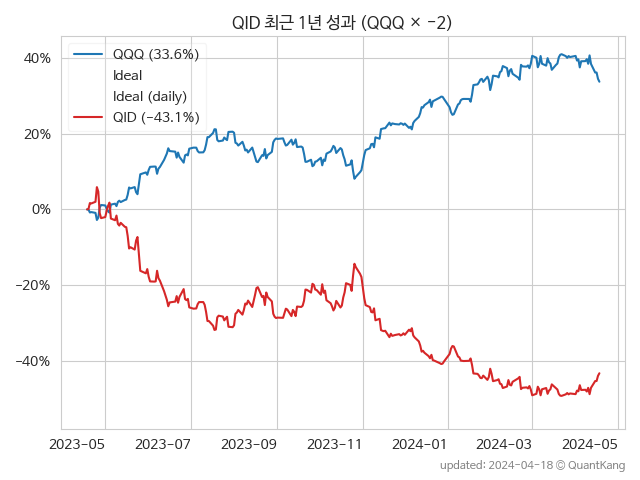 QID 최근 1년 성과 (QQQ × −2)
QQQ (33.6%)
Ideal
Ideal (daily)
QID (−43.1%)
40%
20%
0%
−20%
−40%
2023-05 2023-07 2023-09 2023-11 2024-01 2024-03 2024-05
updated: 2024-04-18 © QuantKang